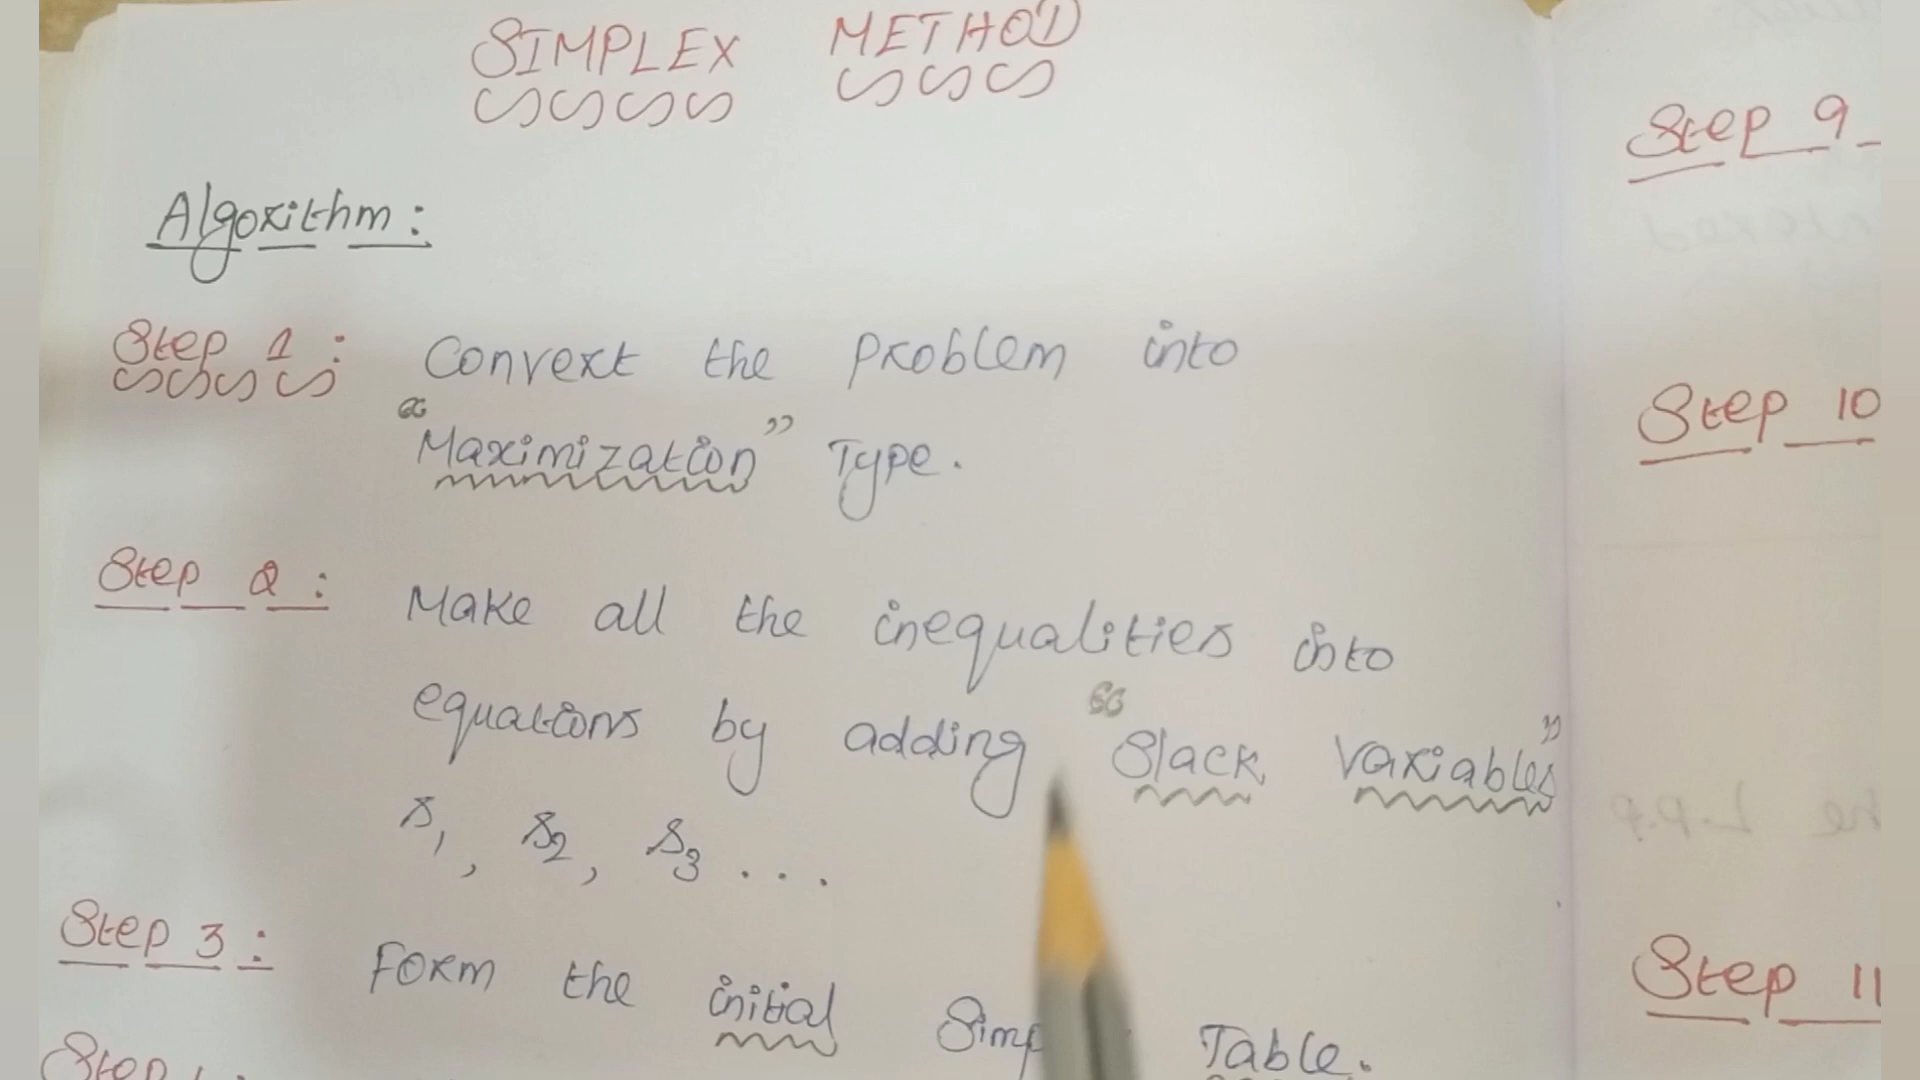 SIMPLEX METHOD
Algorithm:
Step 1: Convert the problem into
"Maximization" Type.
Step 2: Make all the inequalities into
equations by adding "Slack Variables"
s1, s2, s3 ...
Step 3: Form the initial Table.
Step
Step 9
Step 10
Step 11